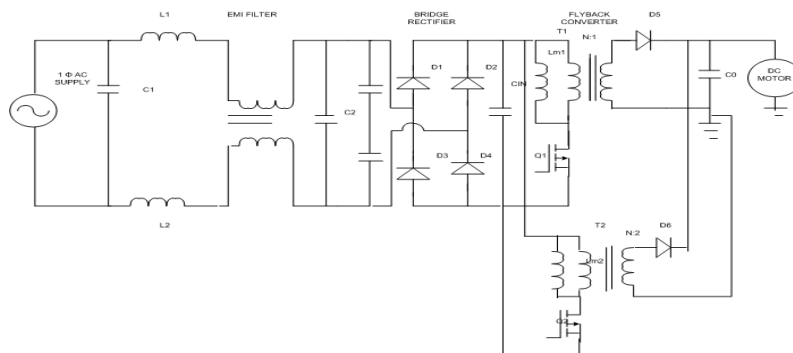 L1
EMI FILTER
BRIDGE
RECTIFIER
FLYBACK
CONVERTER
D5
T1
N:1
Lm1
1 Φ AC
SUPPLY
C1
C2
D1
D2
CIN
C0
DC
MOTOR
D3
D4
Q1
L2
T2
N:2
D6
Lm2
Q2